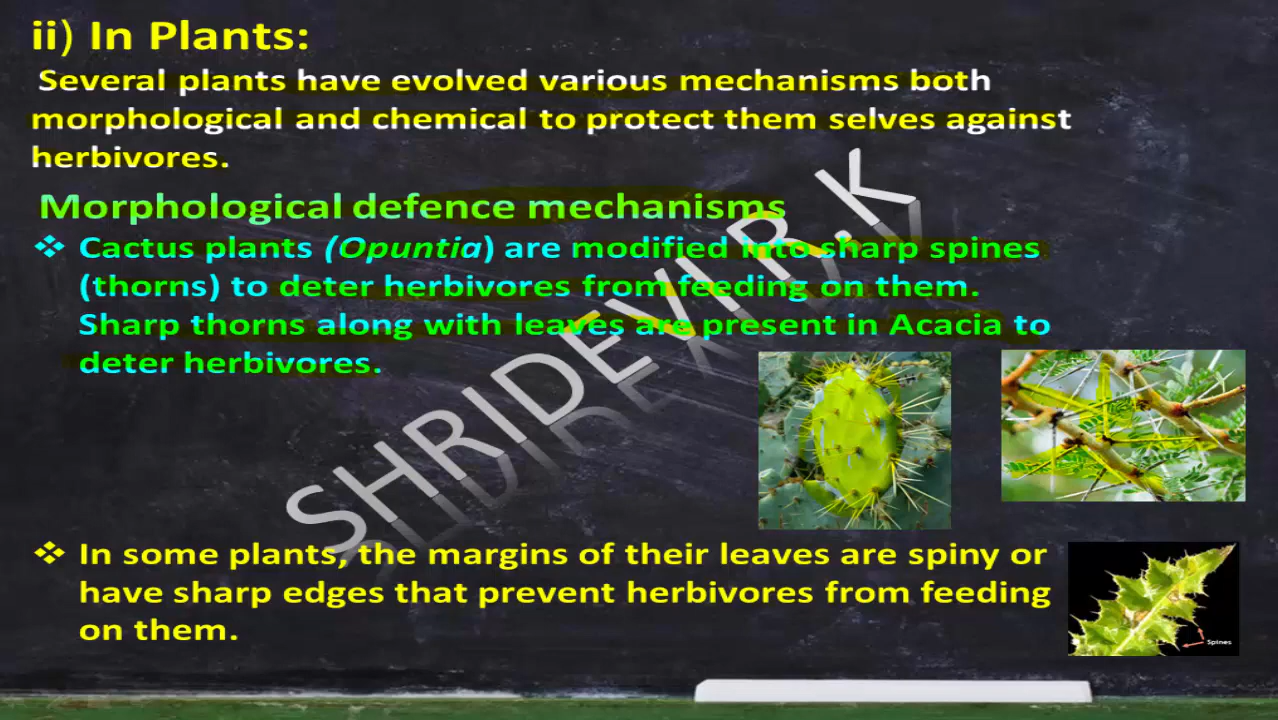 ii) In Plants:
Several plants have evolved various mechanisms both
morphological and chemical to protect them selves against
herbivores.
Morphological defence mechanisms
❖ Cactus plants (Opuntia) are modified into sharp spines
(thorns) to deter herbivores from feeding on them.
Sharp thorns along with leaves are present in Acacia to
deter herbivores.
SHRIDEVI R.K
❖ In some plants, the margins of their leaves are spiny or
have sharp edges that prevent herbivores from feeding
on them.
Spines